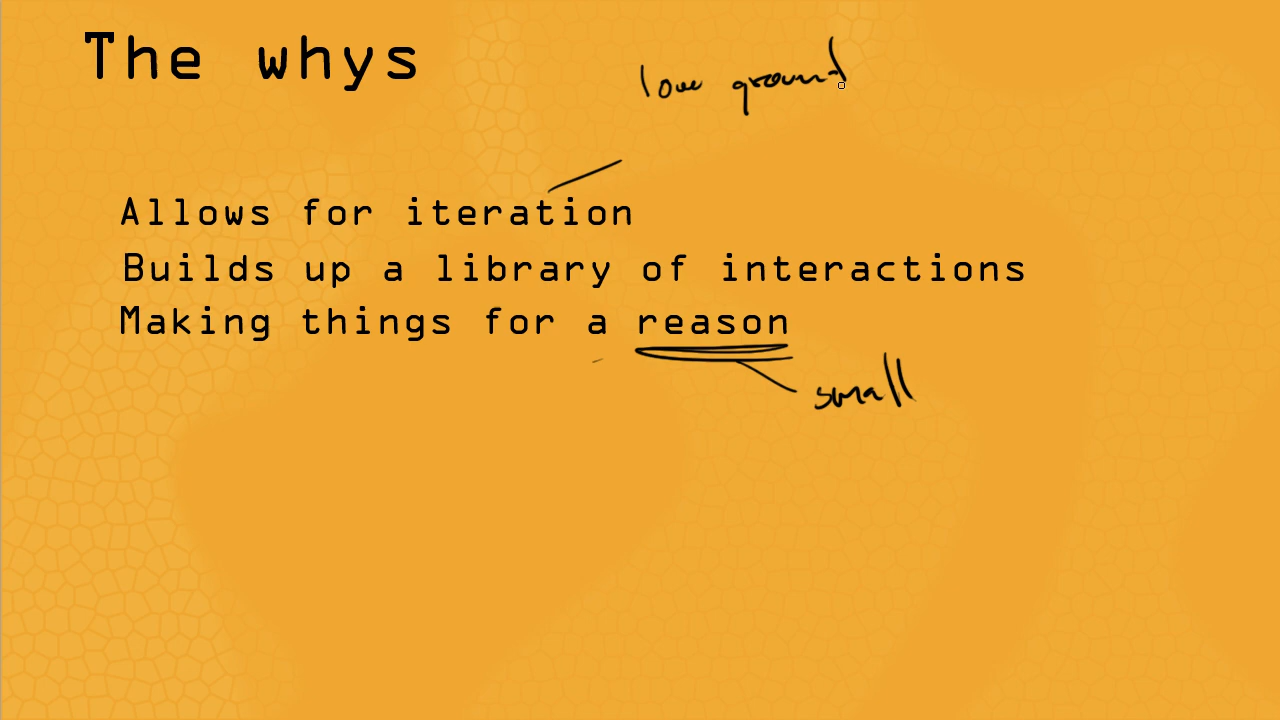 The whys
low ground
Allows for iteration
Builds up a library of interactions
Making things for a reason
small